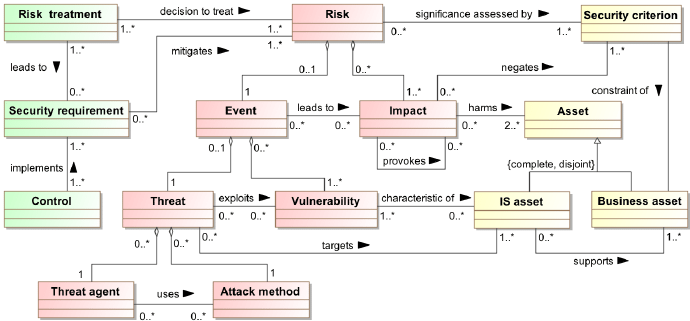 Risk treatment
decision to treat
Risk
significance assessed by
Security criterion
1..*
1..*
0..*
1..*
1..*
mitigates
1..*
leads to
0..1
0..*
negates
1..*
0..*
1
1..*
0..*
constraint of
Security requirement
0..*
Event
leads to
Impact
harms
Asset
0..*
0..*
0..*
2..*
1..*
0..1
0..*
0..*
0..*
implements
provokes
{complete, disjoint}
1..*
1
1..*
Control
Threat
exploits
Vulnerability
characteristic of
IS asset
Business asset
0..*
0..*
1..*
0..*
0..*
0..*
0..*
1..*
0..*
1..*
targets
supports
1
1
Threat agent
uses
Attack method
0..*
0..*